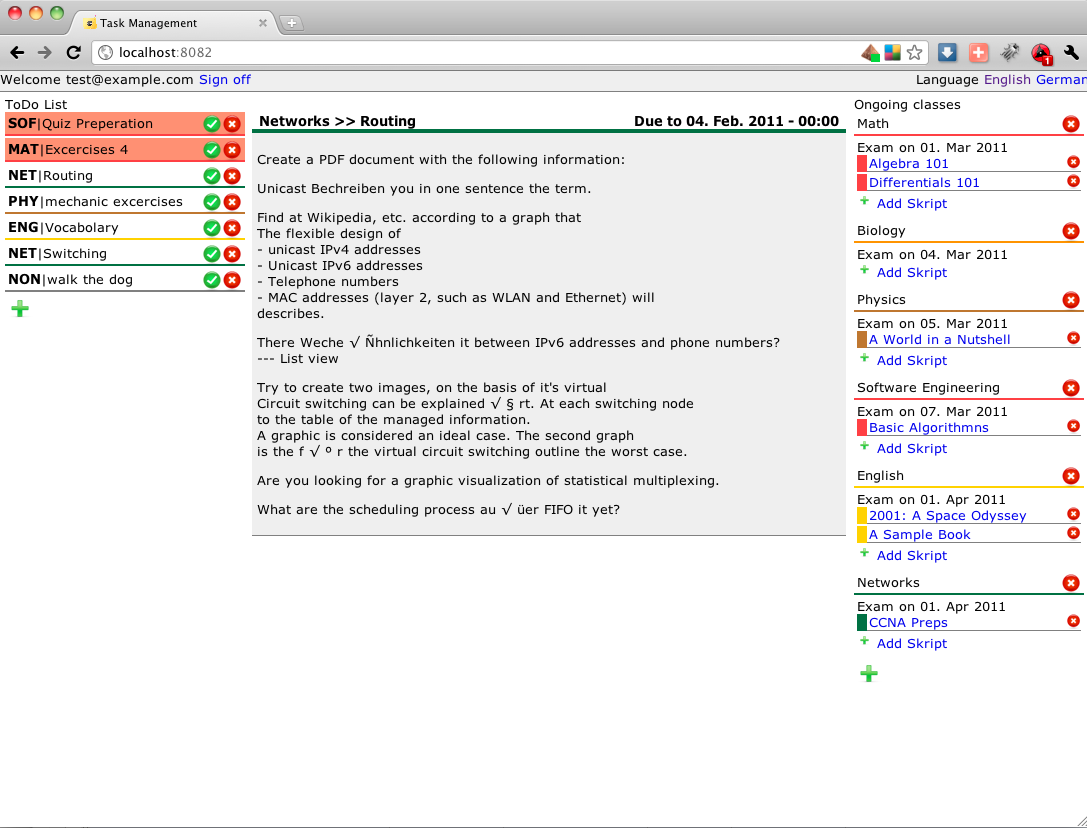 Task Management
localhost:8082
1
Welcome test@example.com Sign off
Language English German
ToDo List
SOF|Quiz Preperation
MAT|Excercises 4
NET|Routing
PHY|mechanic excercises
ENG|Vocabolary
NET|Switching
NON|walk the dog
Networks >> Routing Due to 04. Feb. 2011 - 00:00
Create a PDF document with the following information:
Unicast Bechreiben you in one sentence the term.
Find at Wikipedia, etc. according to a graph that
The flexible design of
- unicast IPv4 addresses
- Unicast IPv6 addresses
- Telephone numbers
- MAC addresses (layer 2, such as WLAN and Ethernet) will
describes.
There Weche √ Ñhnlichkeiten it between IPv6 addresses and phone numbers?
--- List view
Try to create two images, on the basis of it's virtual
Circuit switching can be explained √ § rt. At each switching node
to the table of the managed information.
A graphic is considered an ideal case. The second graph
is the f √ º r the virtual circuit switching outline the worst case.
Are you looking for a graphic visualization of statistical multiplexing.
What are the scheduling process au √ üer FIFO it yet?
Ongoing classes
Math
Exam on 01. Mar 2011
Algebra 101
Differentials 101
Add Skript
Biology
Exam on 04. Mar 2011
Add Skript
Physics
Exam on 05. Mar 2011
A World in a Nutshell
Add Skript
Software Engineering
Exam on 07. Mar 2011
Basic Algorithmns
Add Skript
English
Exam on 01. Apr 2011
2001: A Space Odyssey
A Sample Book
Add Skript
Networks
Exam on 01. Apr 2011
CCNA Preps
Add Skript